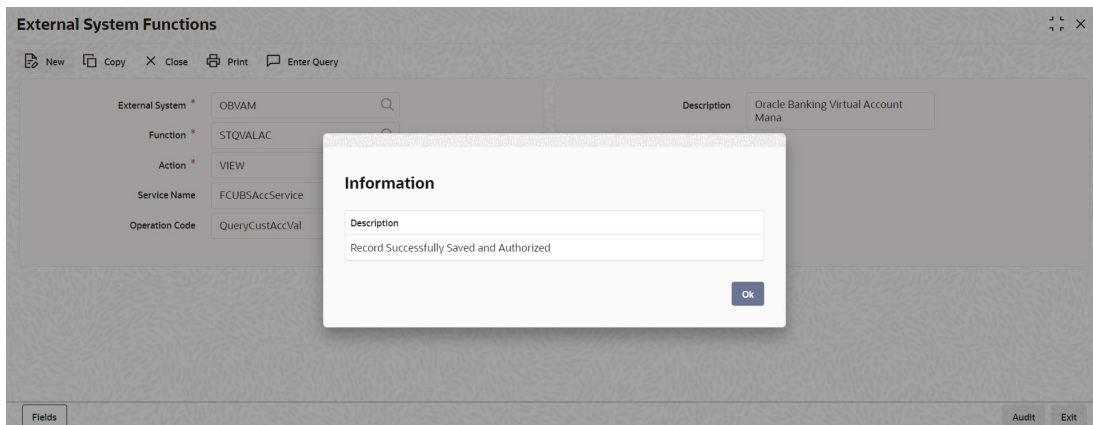 External System Functions
New Copy Close Print Enter Query
External System * OBVAM
Description Oracle Banking Virtual Account
Mana
Function * STQVALAC
Action * VIEW
Service Name FCUBSAccService
Operation Code QueryCustAccVal
Information
Description
Record Successfully Saved and Authorized
Ok
Fields Audit Exit